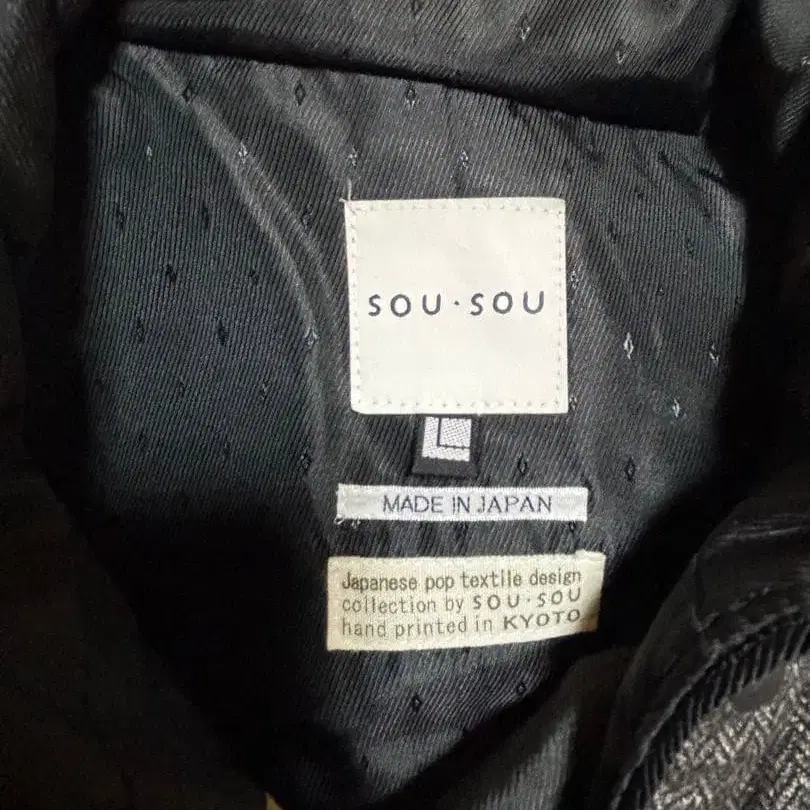 SOU・SOU
L
MADE IN JAPAN
Japanese pop textile design
collection by SOU・SOU
hand printed in KYOTO